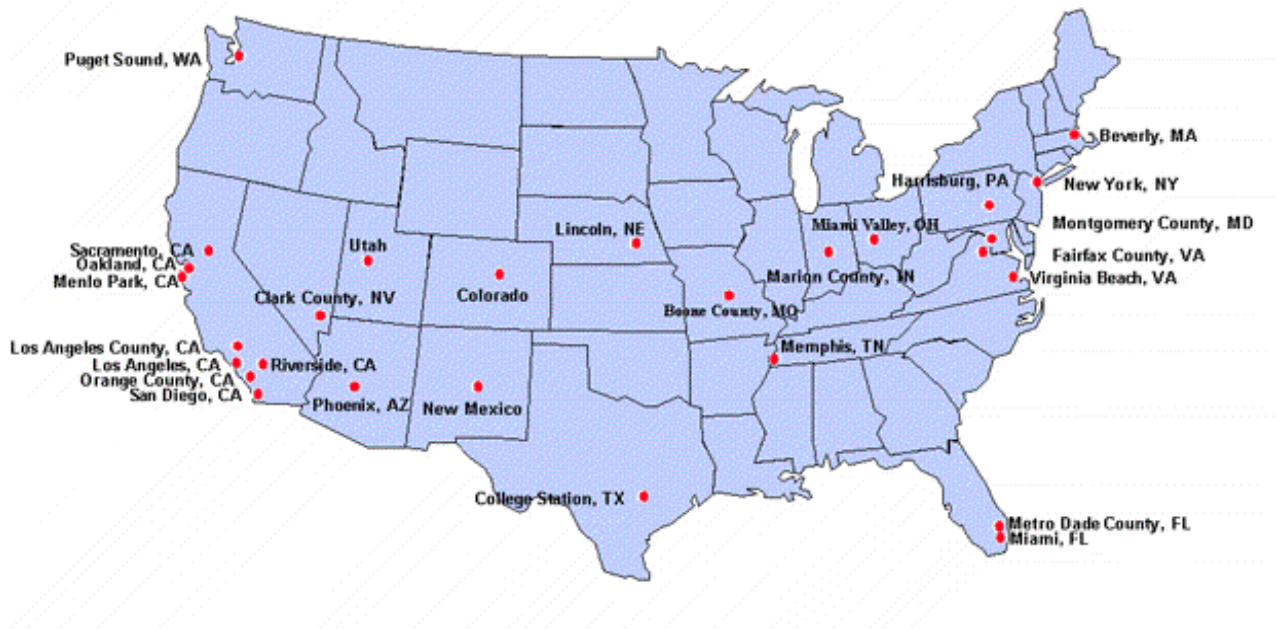 Puget Sound, WA
Beverly, MA
Harrisburg, PA
New York, NY
Miami Valley, OH
Montgomery County, MD
Lincoln, NE
Utah
Sacramento, CA
Oakland, CA
Fairfax County, VA
Menlo Park, CA
Marion County, IN
Virginia Beach, VA
Clark County, NV
Colorado
Boone County, MO
Los Angeles County, CA
Memphis, TN
Los Angeles, CA
Riverside, CA
Orange County, CA
San Diego, CA
Phoenix, AZ
New Mexico
College Station, TX
Metro Dade County, FL
Miami, FL